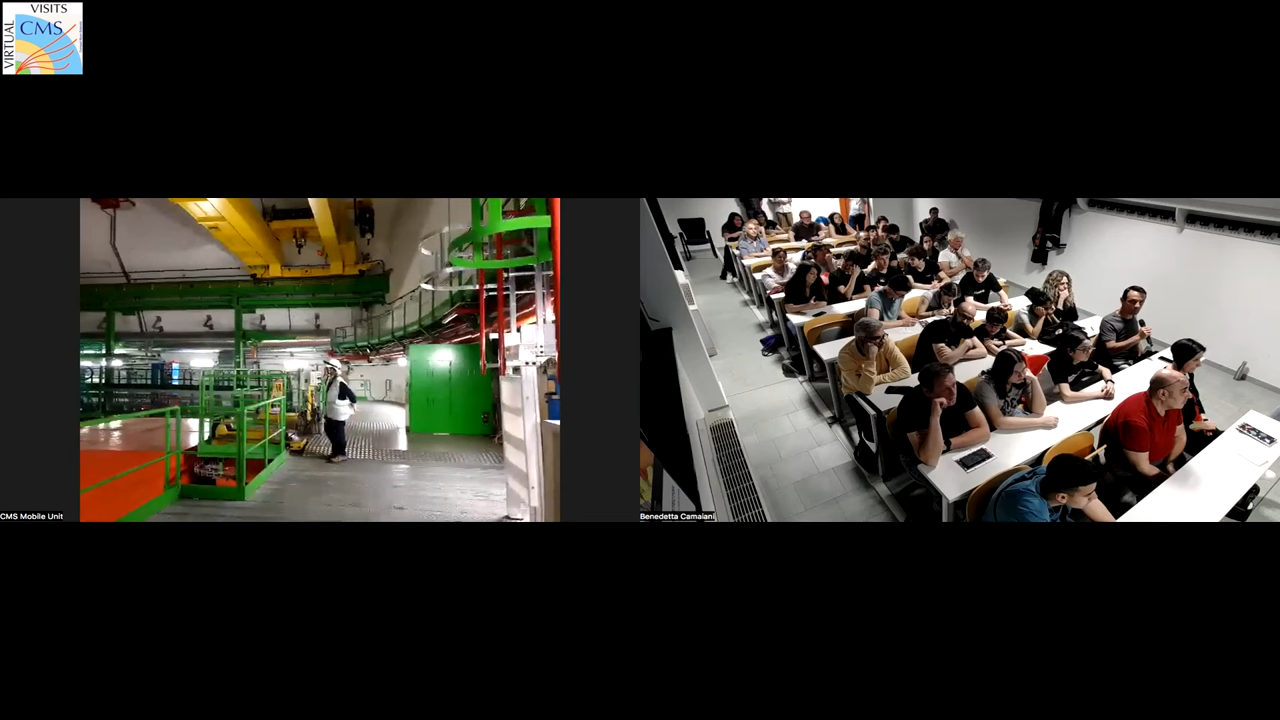 VISITS
CMS
VIRTUAL
CMS Mobile Unit
Benedetta Camaiani